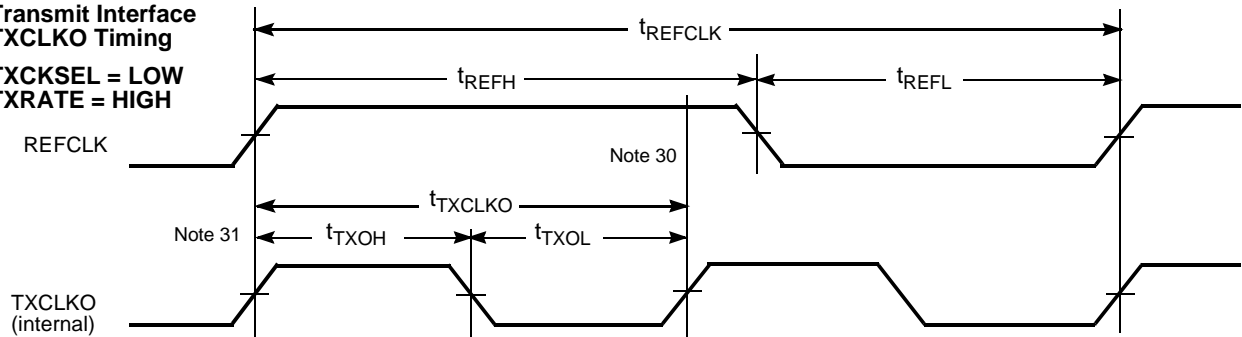 Transmit Interface
TXCLKO Timing
TXCKSEL = LOW
TXRATE = HIGH
tREFCLK
tREFH
tREFL
REFCLK
Note 30
tTXCLKO
Note 31
tTXOH
tTXOL
TXCLKO
(internal)